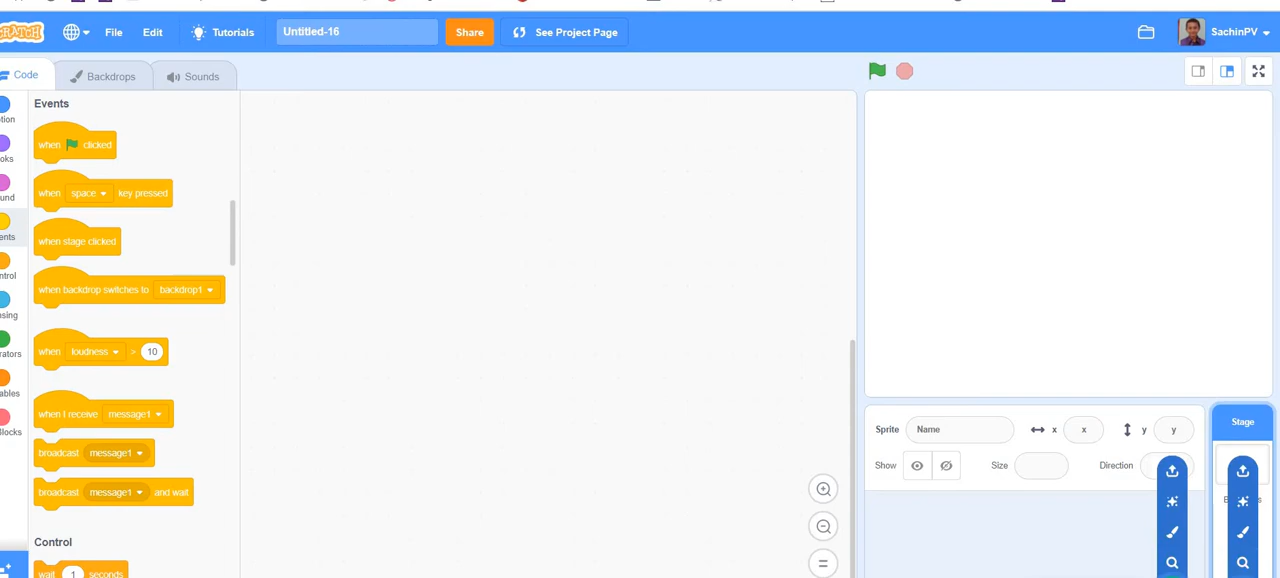 File Edit Tutorials Untitled-16 Share See Project Page SachinPV
Code Backdrops Sounds
Events
when clicked
when space key pressed
when stage clicked
when backdrop switches to backdrop1
when loudness > 10
when I receive message1
broadcast message1
broadcast message1 and wait
Control
wait 1 seconds
Sprite Name x x y y
Show Size Direction
Stage